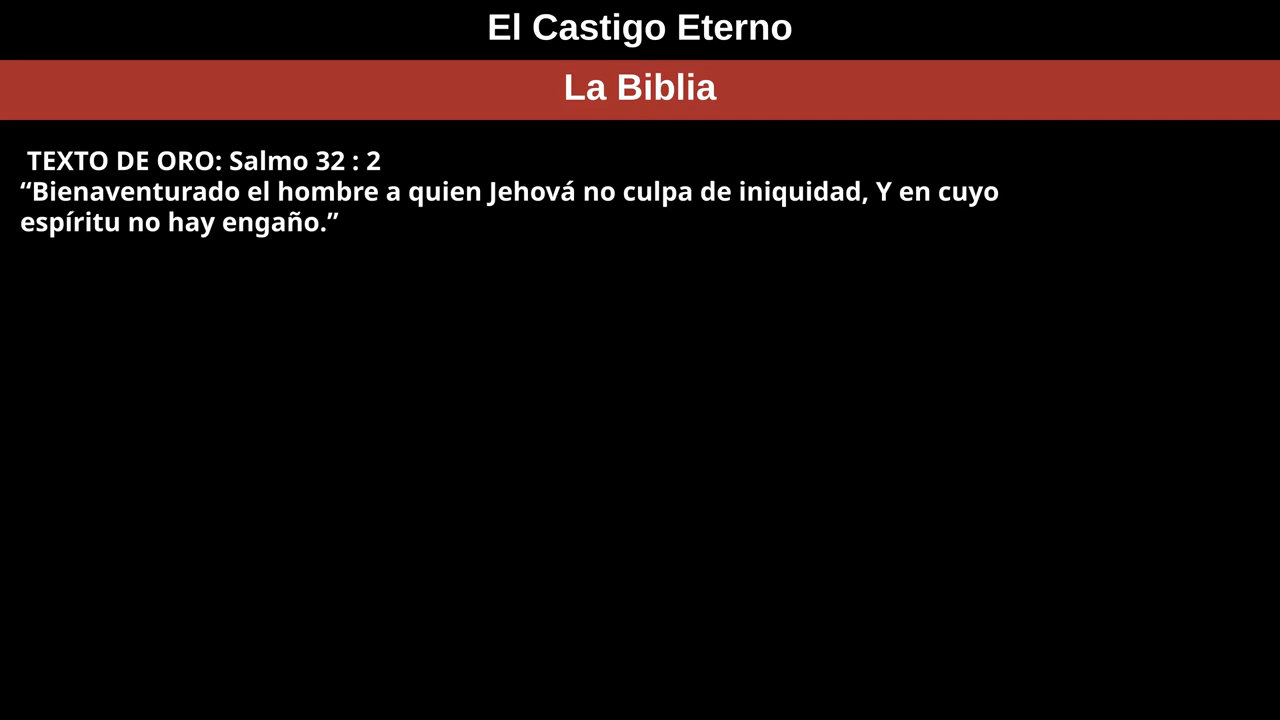 El Castigo Eterno
La Biblia
TEXTO DE ORO: Salmo 32 : 2
“Bienaventurado el hombre a quien Jehová no culpa de iniquidad, Y en cuyo
espíritu no hay engaño.”